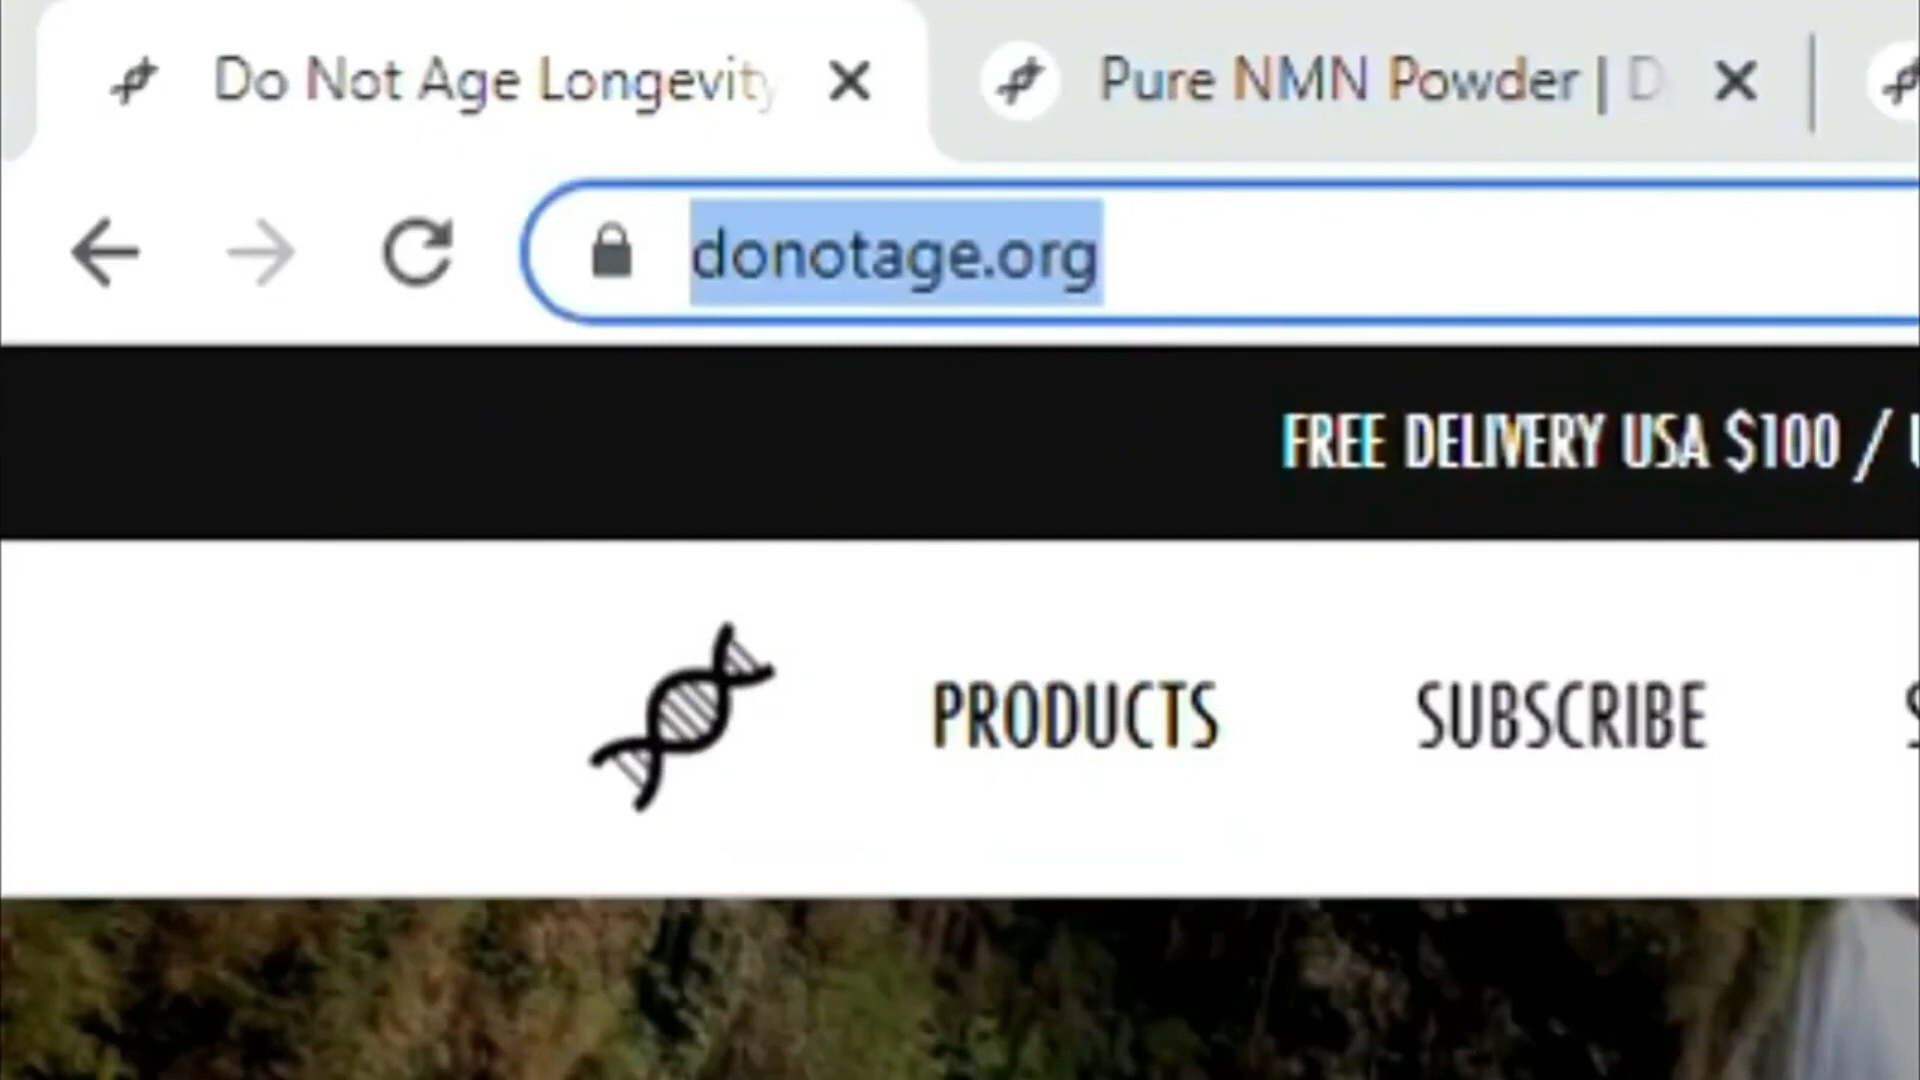 Do Not Age Longevity
Pure NMN Powder | D
donotage.org
FREE DELIVERY USA $100 /
PRODUCTS SUBSCRIBE